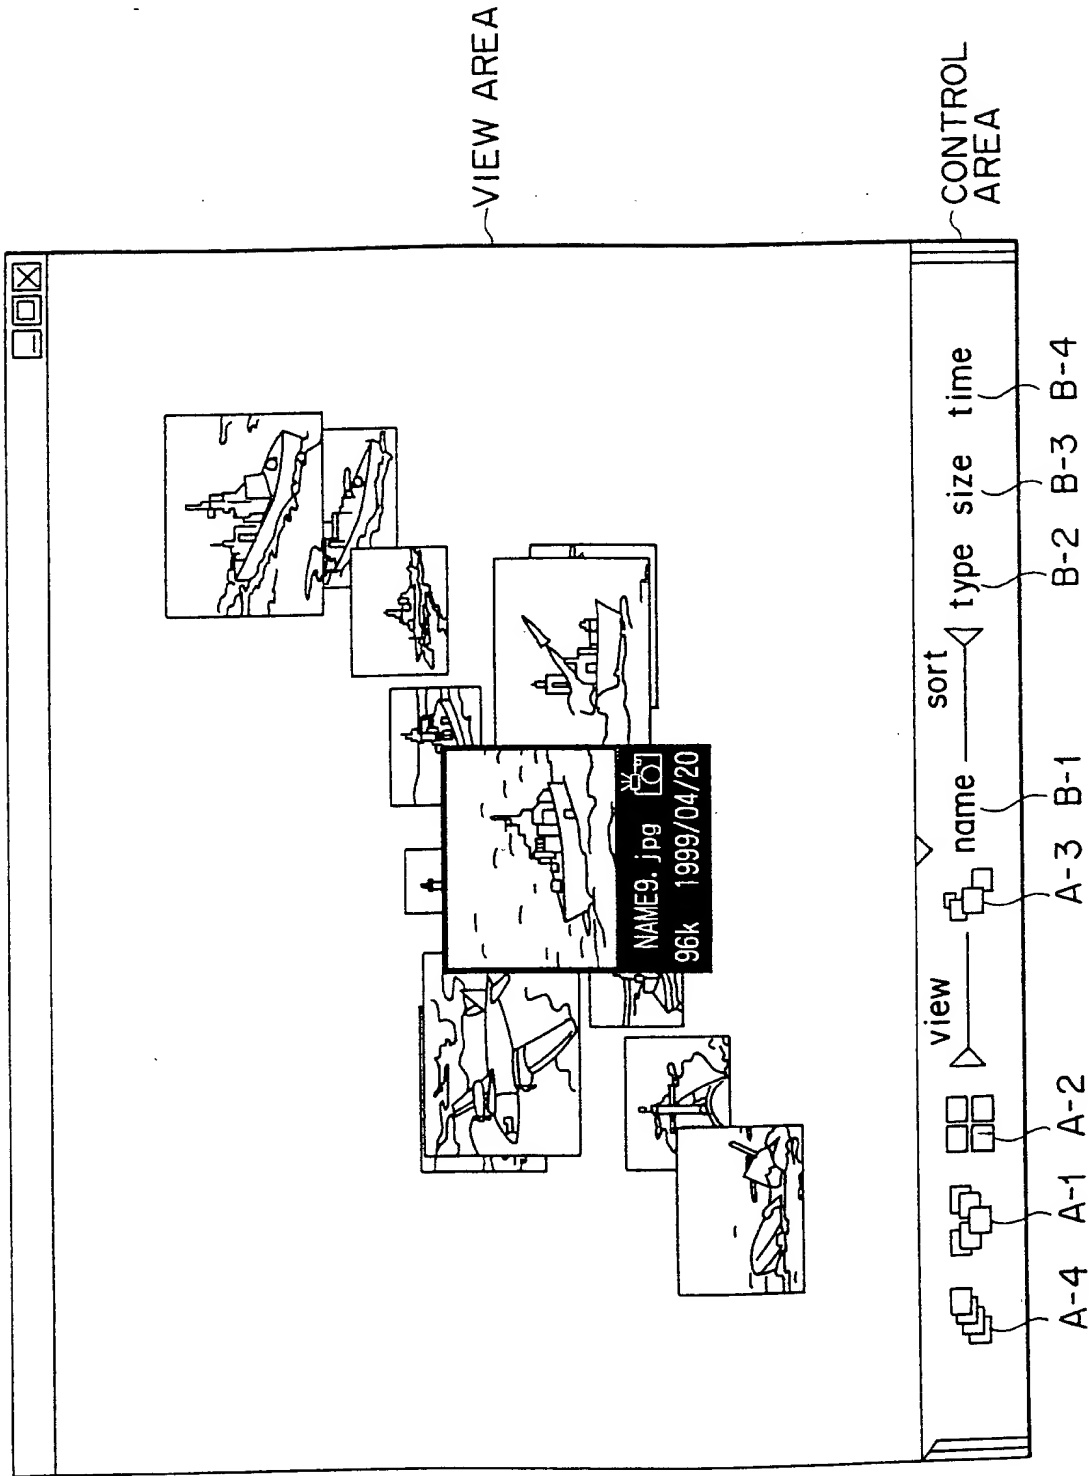 VIEW AREA
NAME9. jpg
96k 1999/04/20
view
sort
name
type
size
time
CONTROL
AREA
A-4
A-1
A-2
A-3
B-1
B-2
B-3
B-4